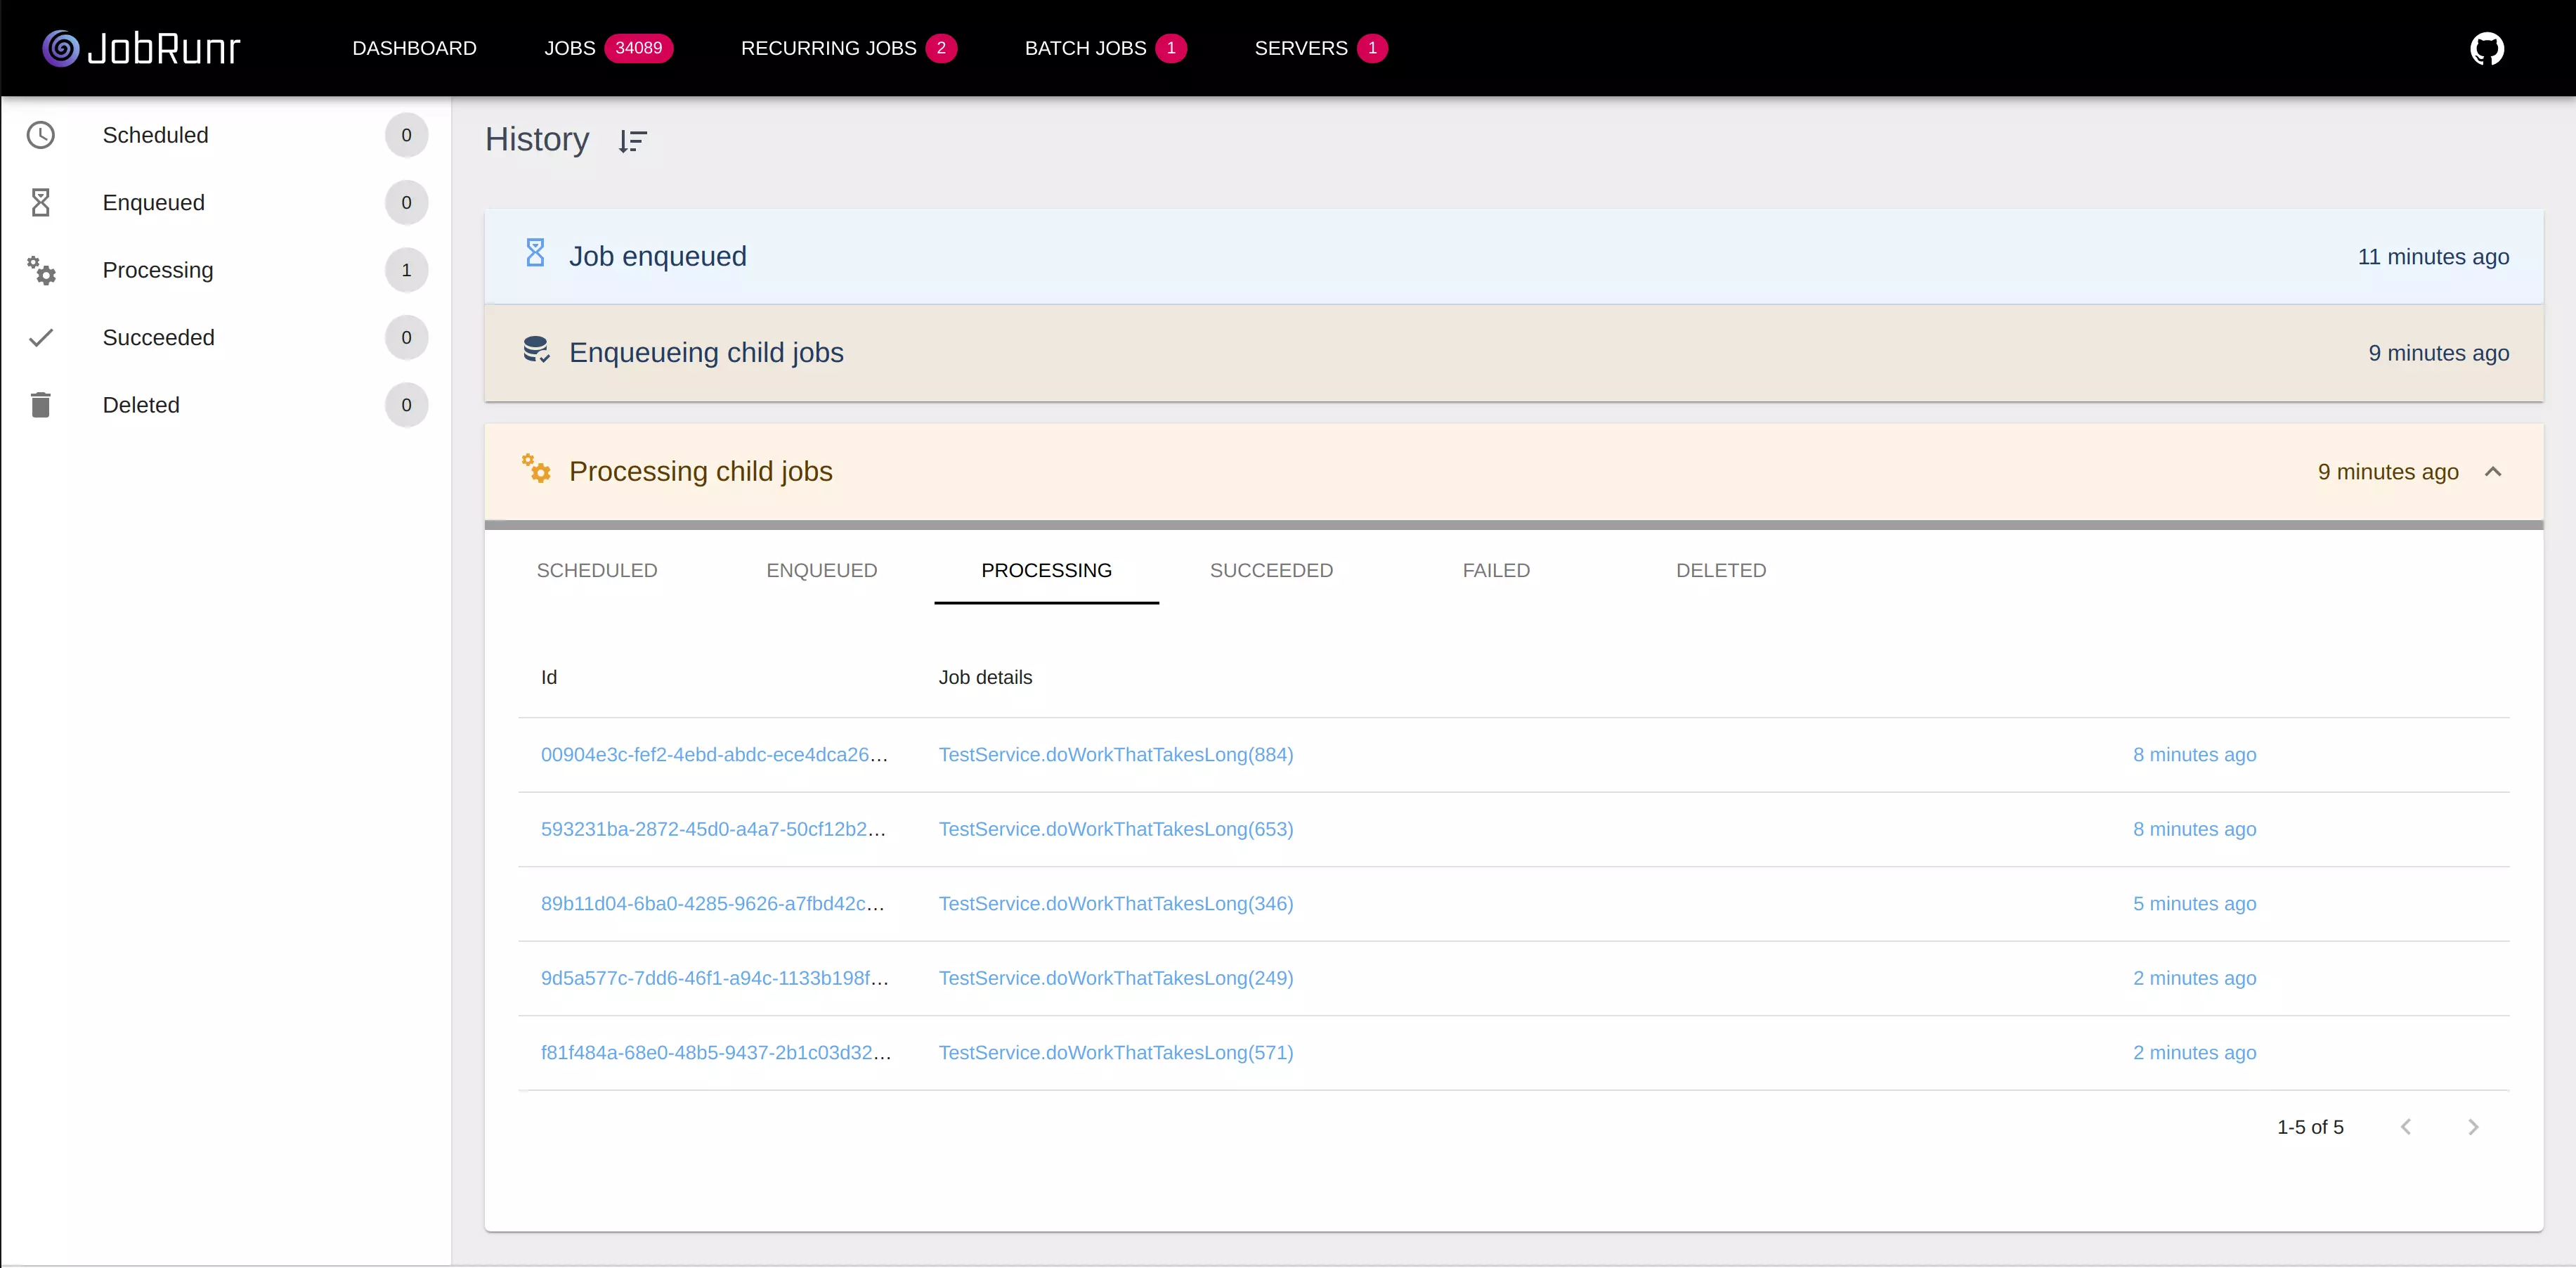 JobRunr DASHBOARD JOBS 34089 RECURRING JOBS 2 BATCH JOBS 1 SERVERS 1
Scheduled 0
Enqueued 0
Processing 1
Succeeded 0
Deleted 0
History
Job enqueued 11 minutes ago
Enqueueing child jobs 9 minutes ago
Processing child jobs 9 minutes ago
SCHEDULED ENQUEUED PROCESSING SUCCEEDED FAILED DELETED
Id Job details
00904e3c-fef2-4ebd-abdc-ece4dca26... TestService.doWorkThatTakesLong(884) 8 minutes ago
593231ba-2872-45d0-a4a7-50cf12b2... TestService.doWorkThatTakesLong(653) 8 minutes ago
89b11d04-6ba0-4285-9626-a7fbd42c... TestService.doWorkThatTakesLong(346) 5 minutes ago
9d5a577c-7dd6-46f1-a94c-1133b198f... TestService.doWorkThatTakesLong(249) 2 minutes ago
f81f484a-68e0-48b5-9437-2b1c03d32... TestService.doWorkThatTakesLong(571) 2 minutes ago
1-5 of 5